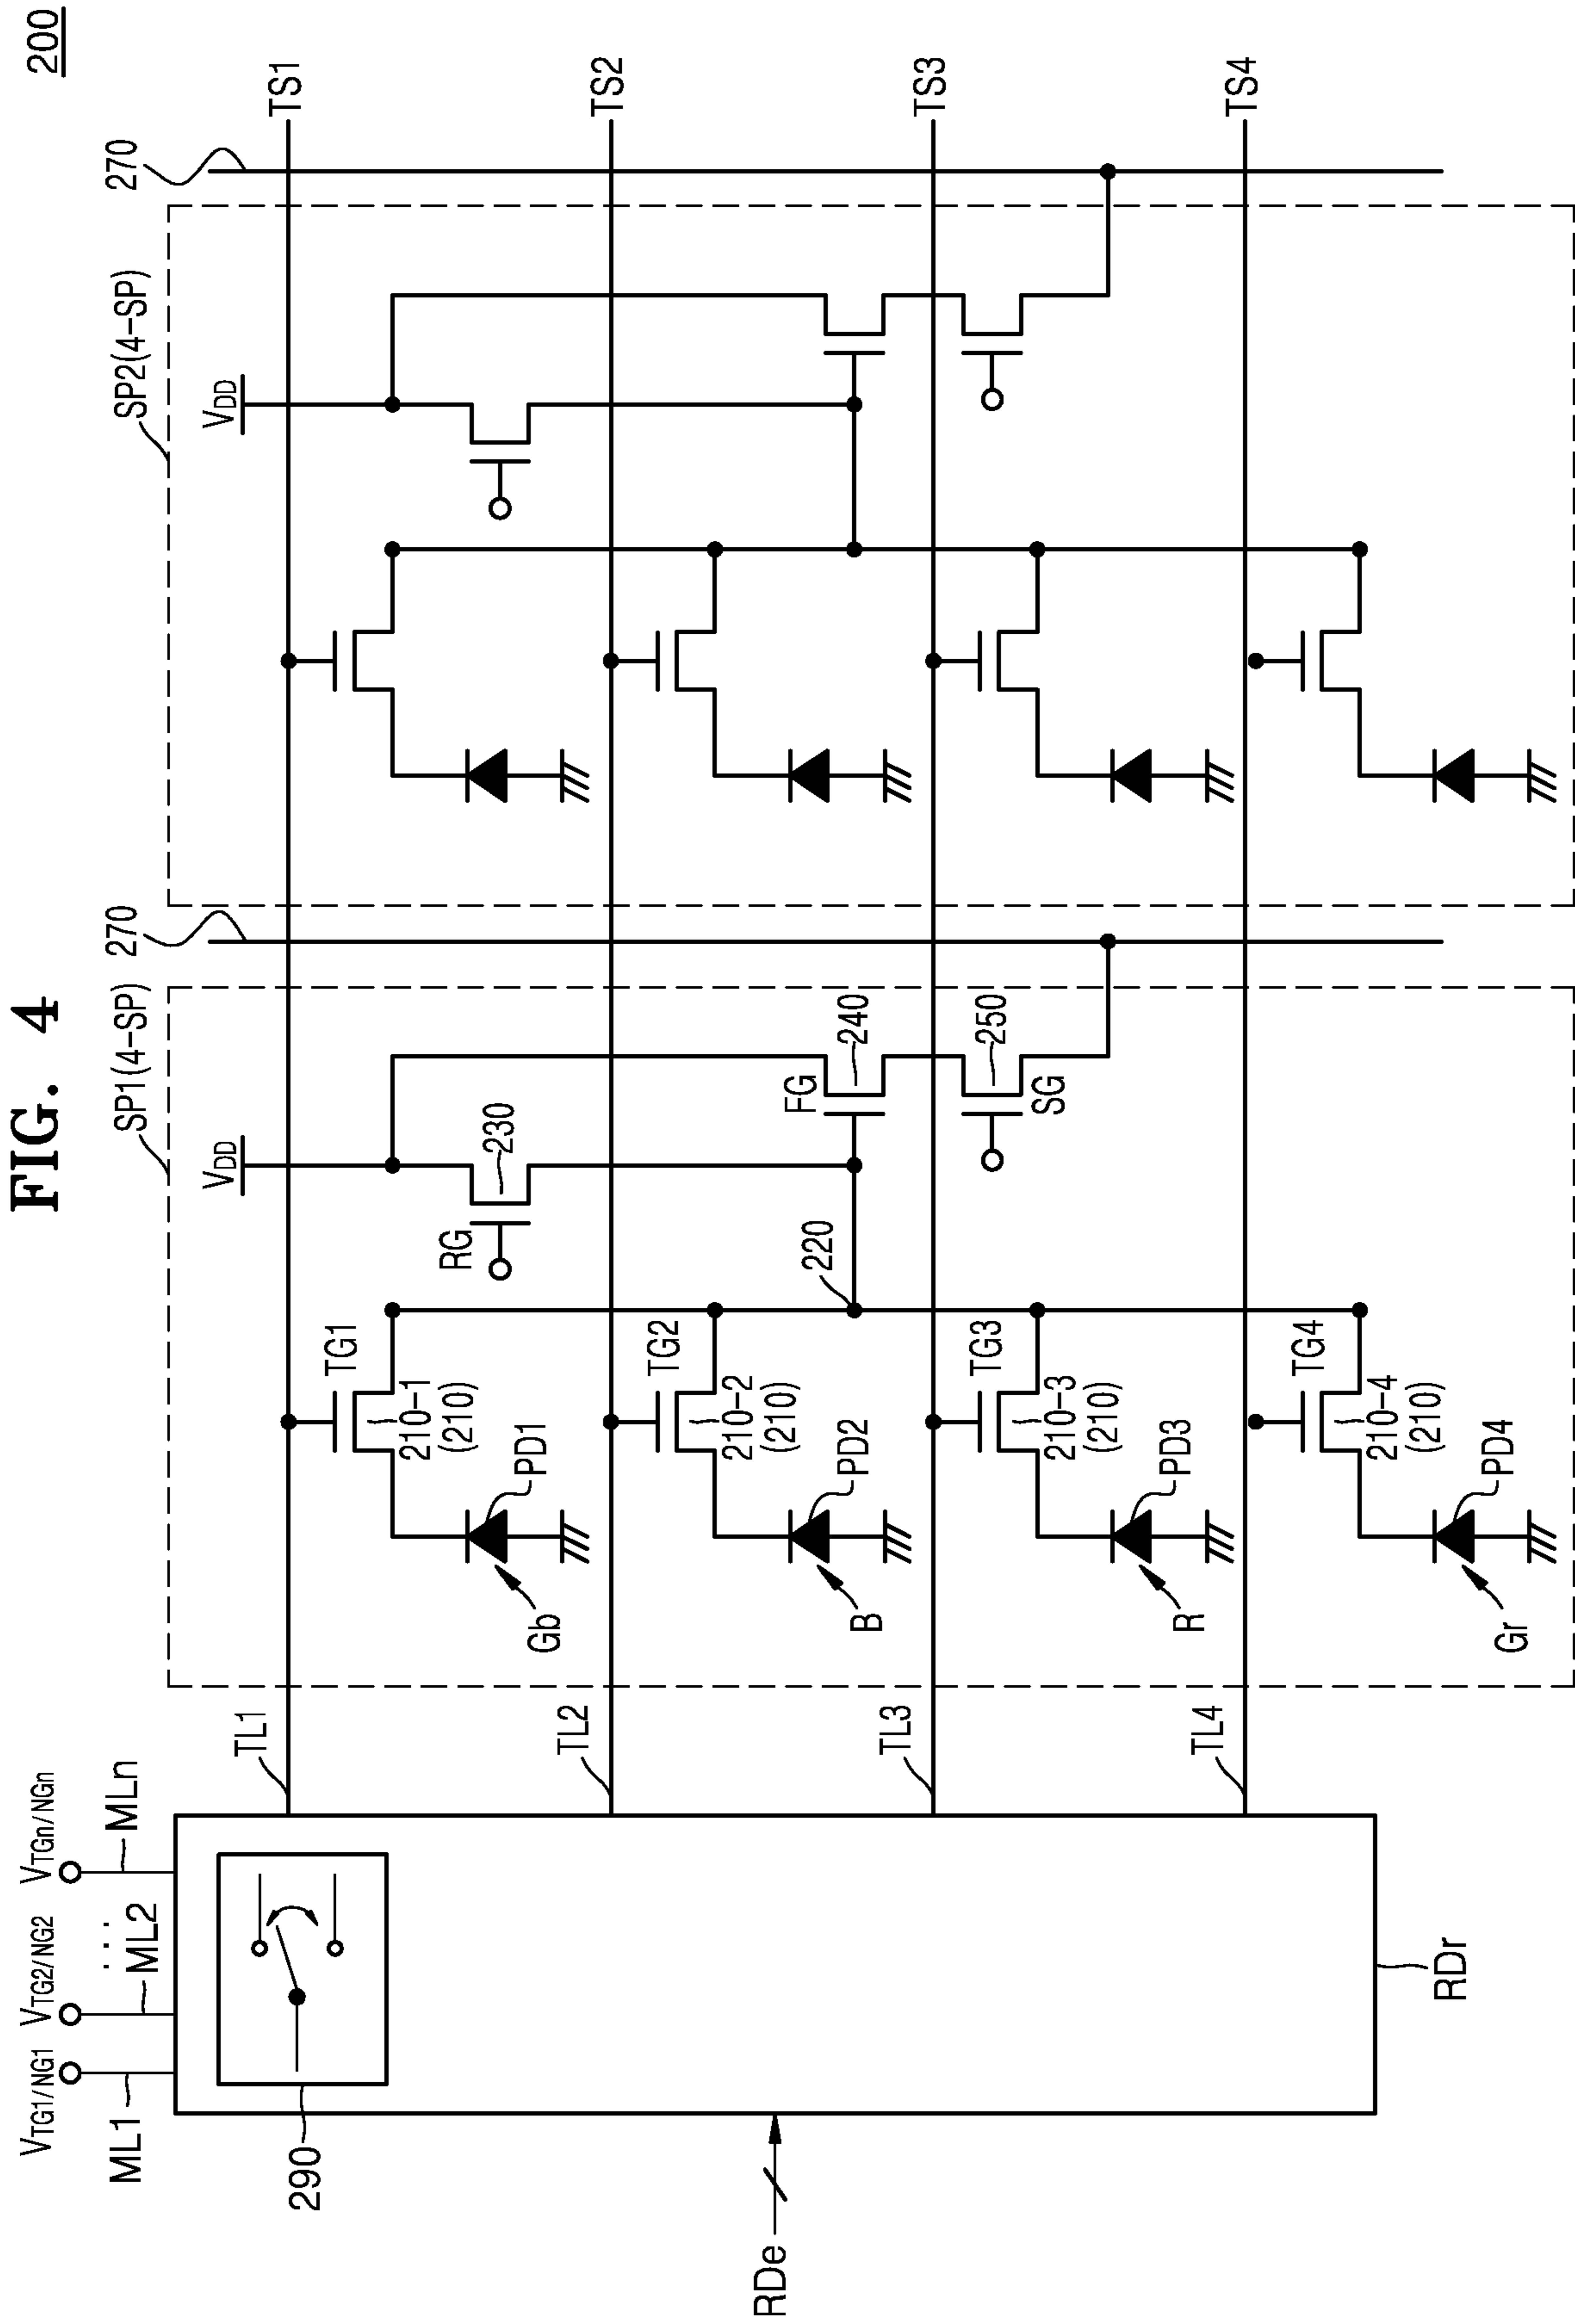 FIG. 4
200
VTG1/NG1
VTG2/NG2
VTGn/NGn
ML1
ML2
. . .
MLn
290
RDe
RDr
TL1
TL2
TL3
TL4
SP1(4-SP)
SP2(4-SP)
270
270
VDD
VDD
TS1
TS2
TS3
TS4
RG
230
TG1
210-1
(210)
PD1
Gb
220
FG
240
TG2
210-2
(210)
PD2
B
SG
250
TG3
210-3
(210)
PD3
R
TG4
210-4
(210)
PD4
Gr